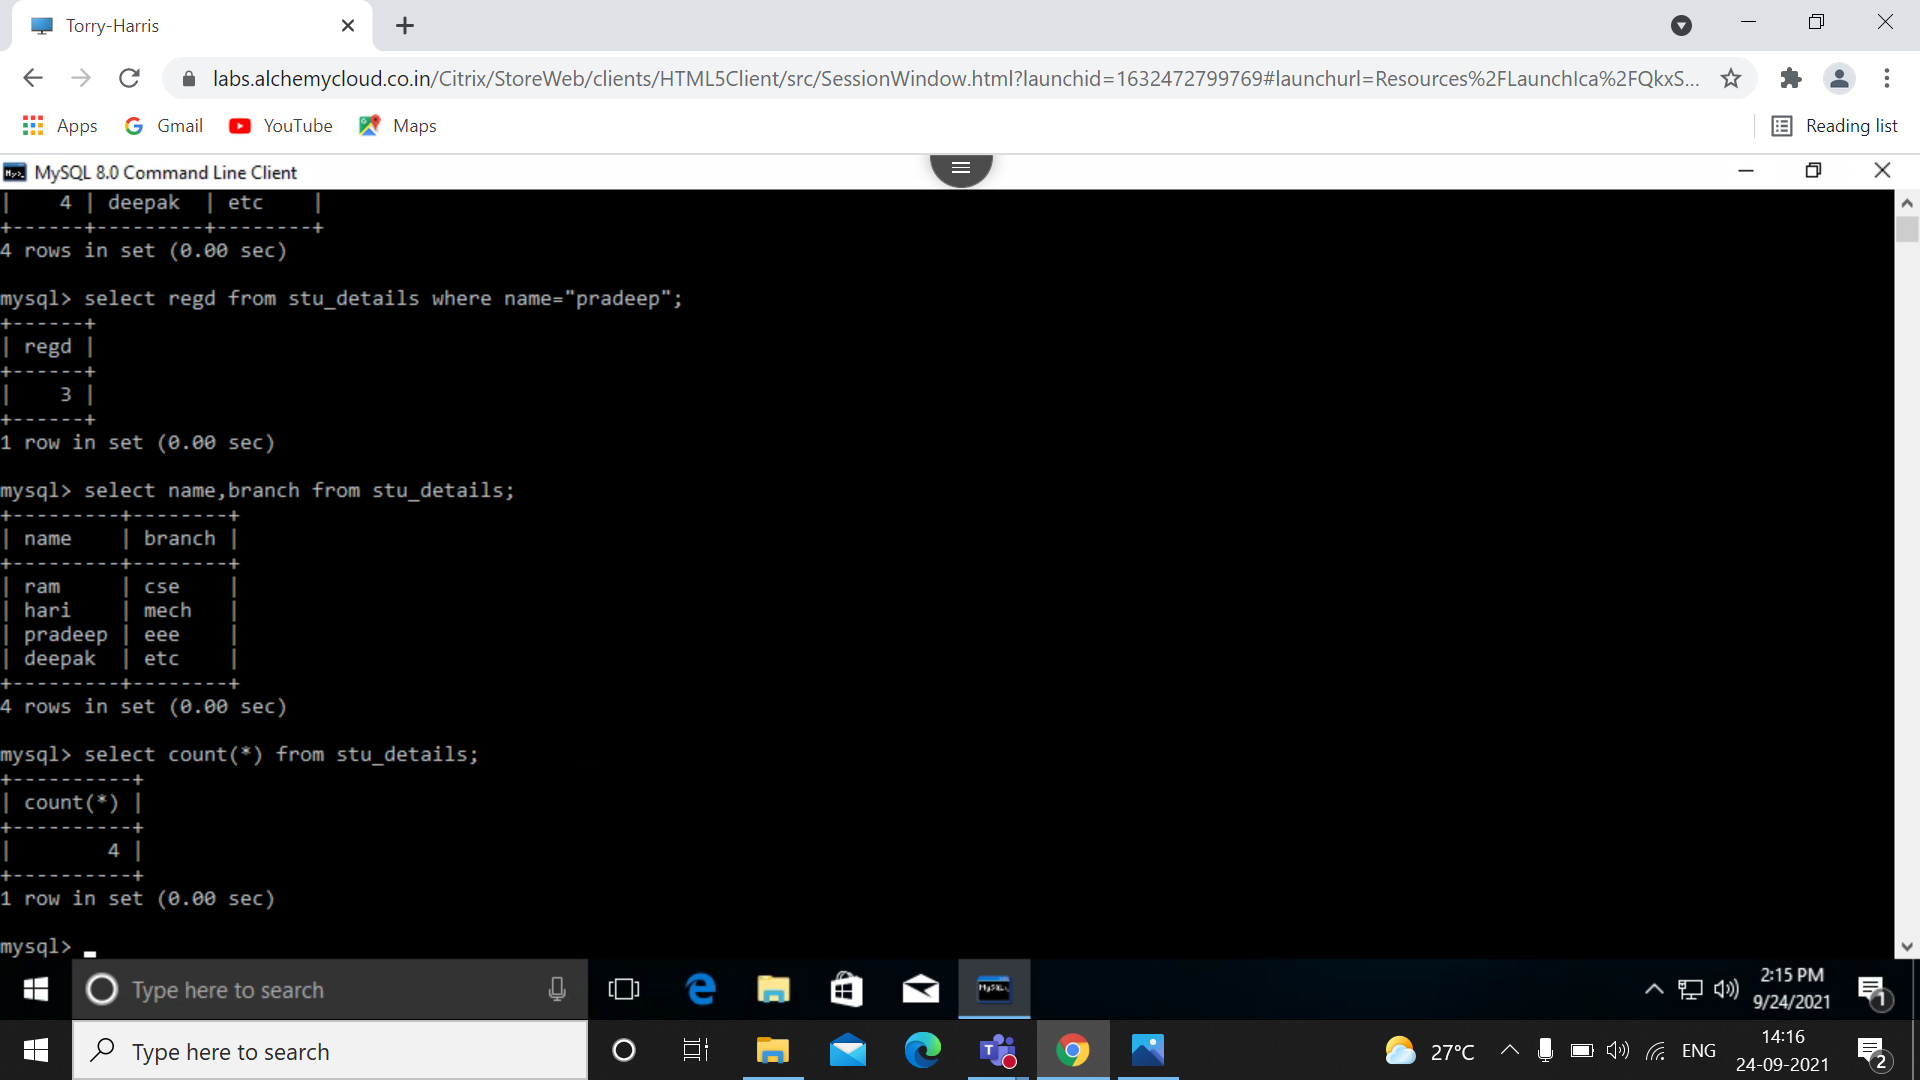 Torry-Harris
labs.alchemycloud.co.in/Citrix/StoreWeb/clients/HTML5Client/src/SessionWindow.html?launchid=1632472799769#launchurl=Resources%2FLaunchIca%2FQkxS...
Apps Gmail YouTube Maps Reading list
MySQL 8.0 Command Line Client
|    4 | deepak  | etc    |
+------+---------+--------+
4 rows in set (0.00 sec)
mysql> select regd from stu_details where name="pradeep";
+------+
| regd |
+------+
|    3 |
+------+
1 row in set (0.00 sec)
mysql> select name,branch from stu_details;
+---------+--------+
| name    | branch |
+---------+--------+
| ram     | cse    |
| hari    | mech   |
| pradeep | eee    |
| deepak  | etc    |
+---------+--------+
4 rows in set (0.00 sec)
mysql> select count(*) from stu_details;
+----------+
| count(*) |
+----------+
|        4 |
+----------+
1 row in set (0.00 sec)
mysql> _
Type here to search
2:15 PM
9/24/2021
1
Type here to search
27°C
ENG
14:16
24-09-2021
2